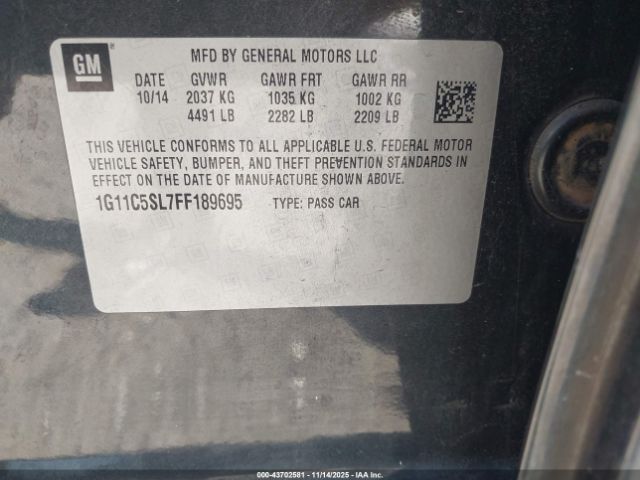 GM
MFD BY GENERAL MOTORS LLC
DATE GVWR GAWR FRT GAWR RR
10/14 2037 KG 1035 KG 1002 KG
4491 LB 2282 LB 2209 LB
THIS VEHICLE CONFORMS TO ALL APPLICABLE U.S. FEDERAL MOTOR
VEHICLE SAFETY, BUMPER, AND THEFT PREVENTION STANDARDS IN
EFFECT ON THE DATE OF MANUFACTURE SHOWN ABOVE.
1G11C5SL7FF189695 TYPE: PASS CAR
00-43702581 - 11/14/2025 - IAA Inc.